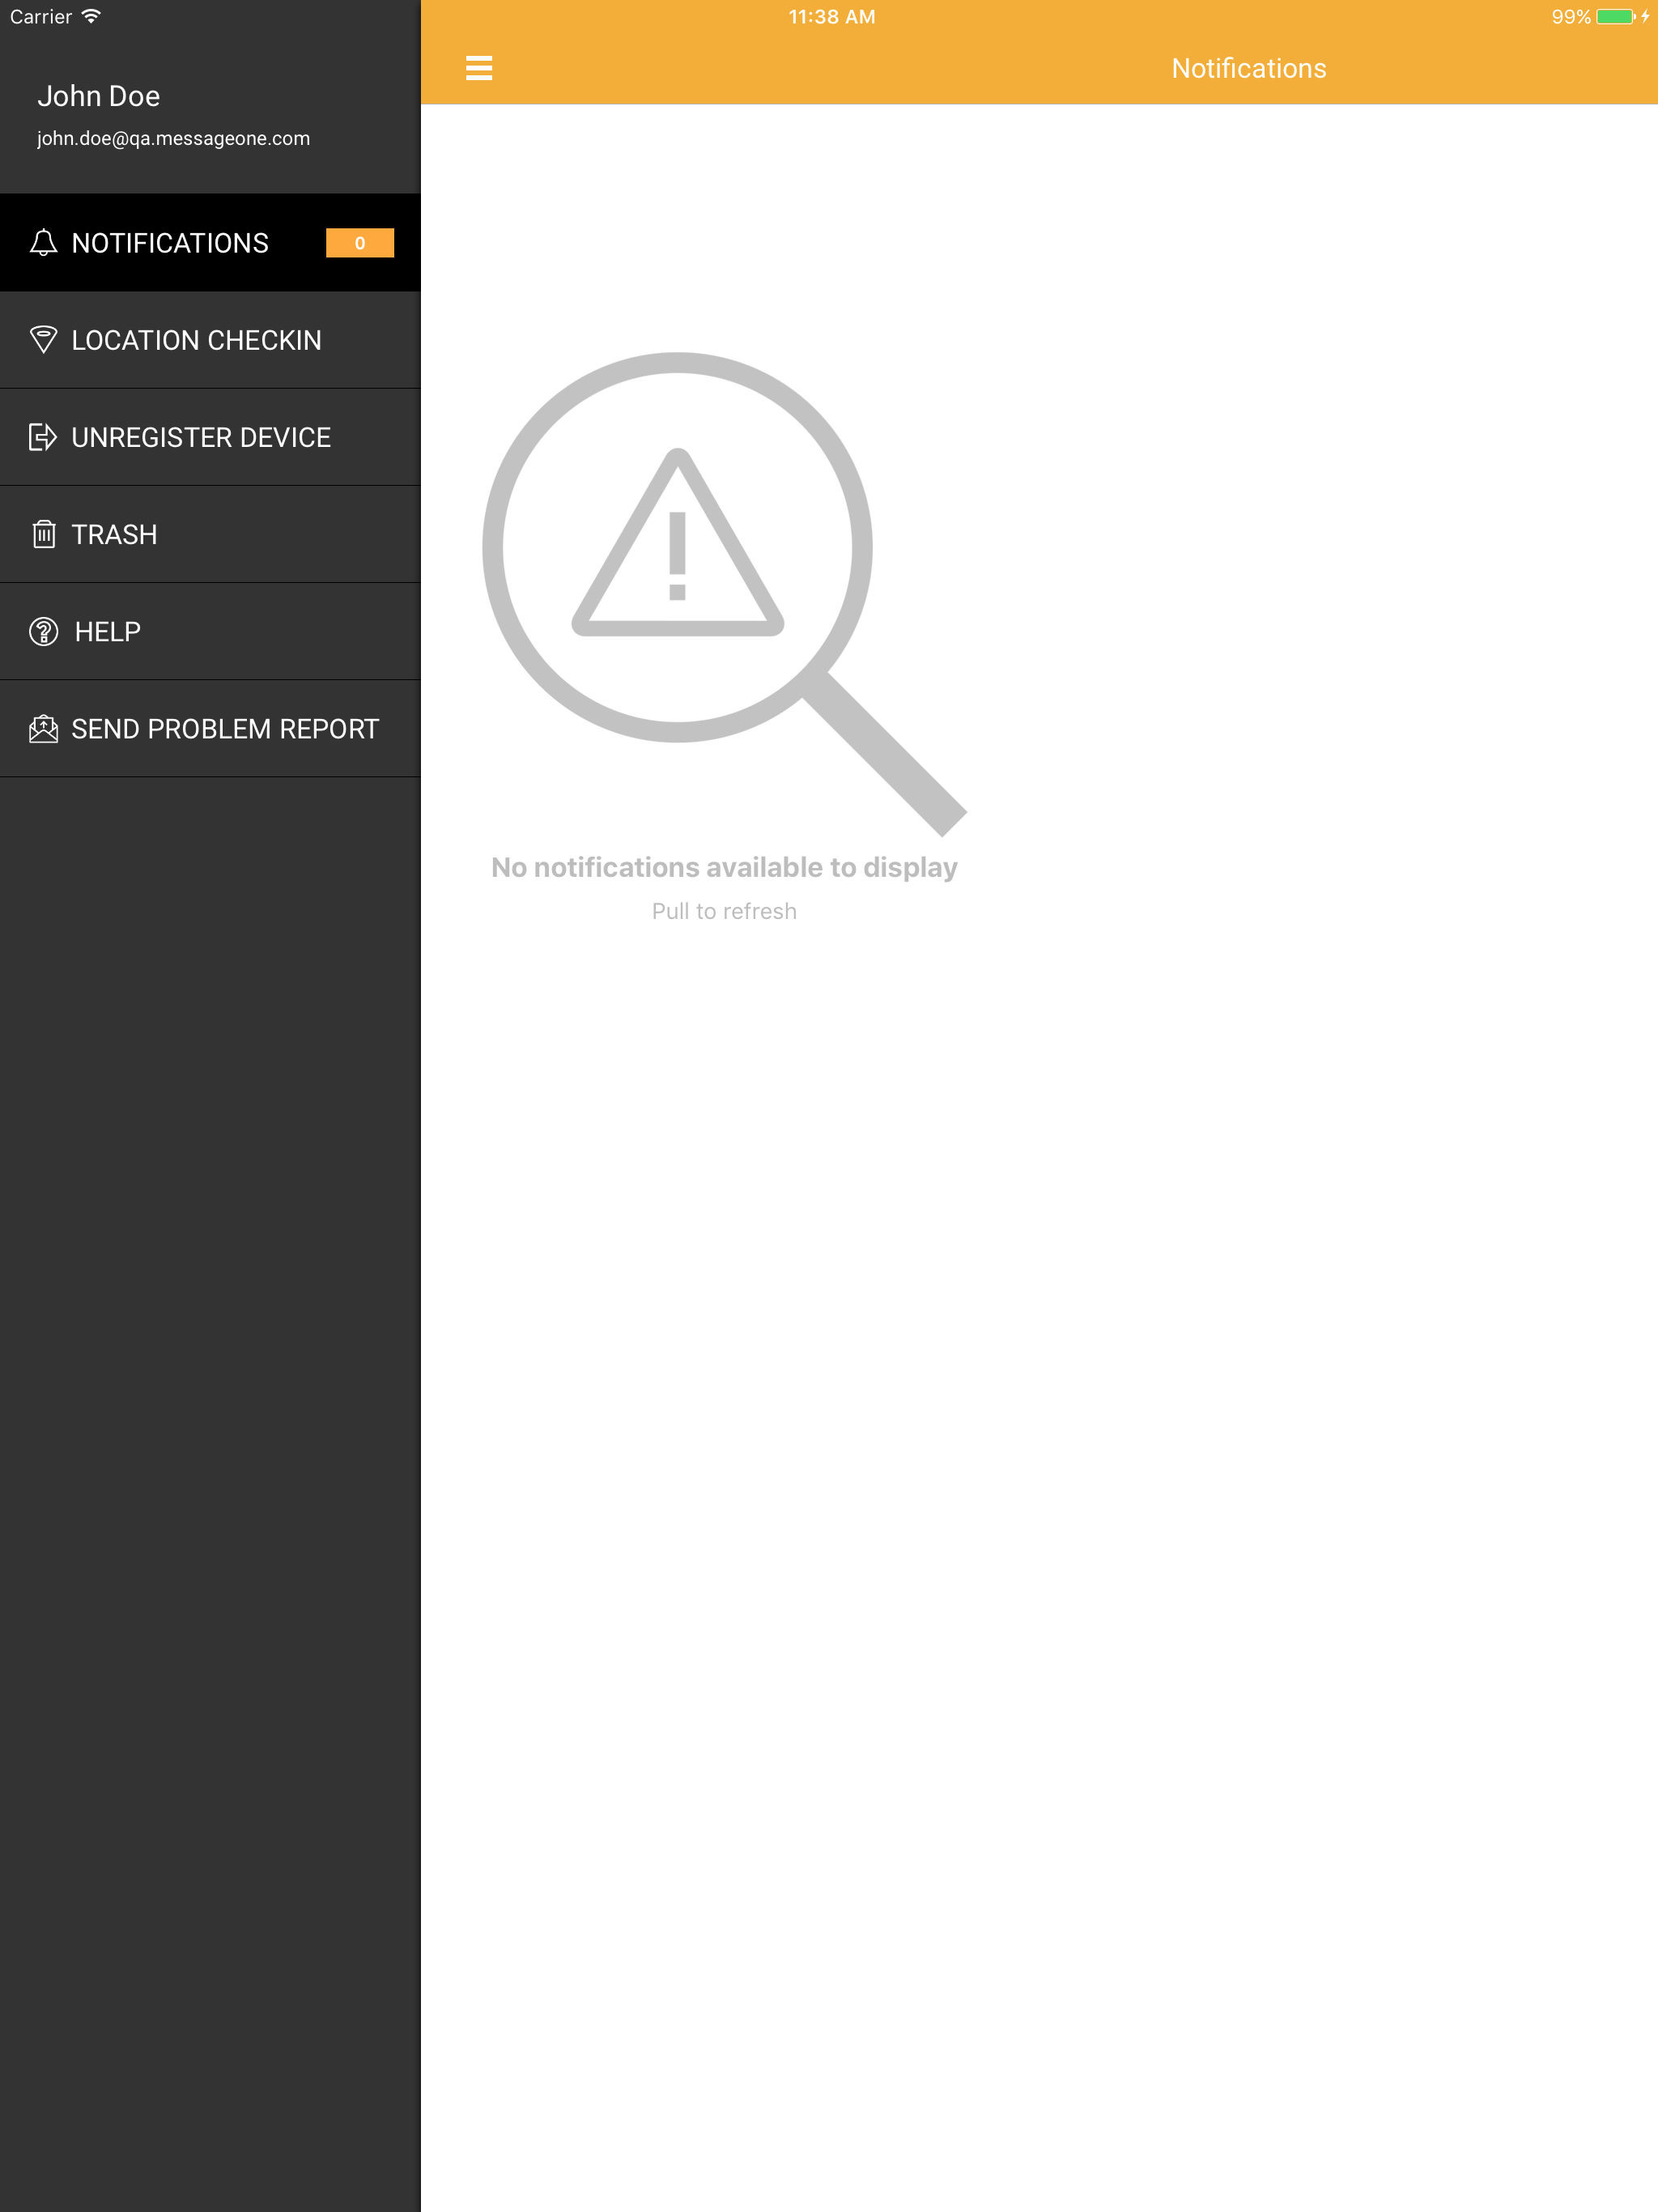 Carrier
11:38 AM
99%
John Doe
john.doe@qa.messageone.com
Notifications
NOTIFICATIONS
0
LOCATION CHECKIN
UNREGISTER DEVICE
TRASH
HELP
SEND PROBLEM REPORT
No notifications available to display
Pull to refresh